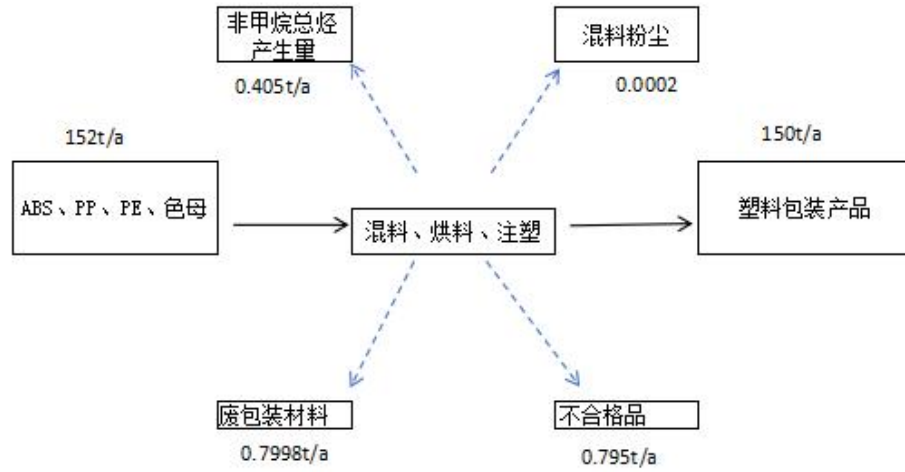 非甲烷总烃
产生量
混料粉尘
0.405t/a
0.0002
152t/a
150t/a
ABS、PP、PE、色母
混料、烘料、注塑
塑料包装产品
废包装材料
不合格品
0.7998t/a
0.795t/a